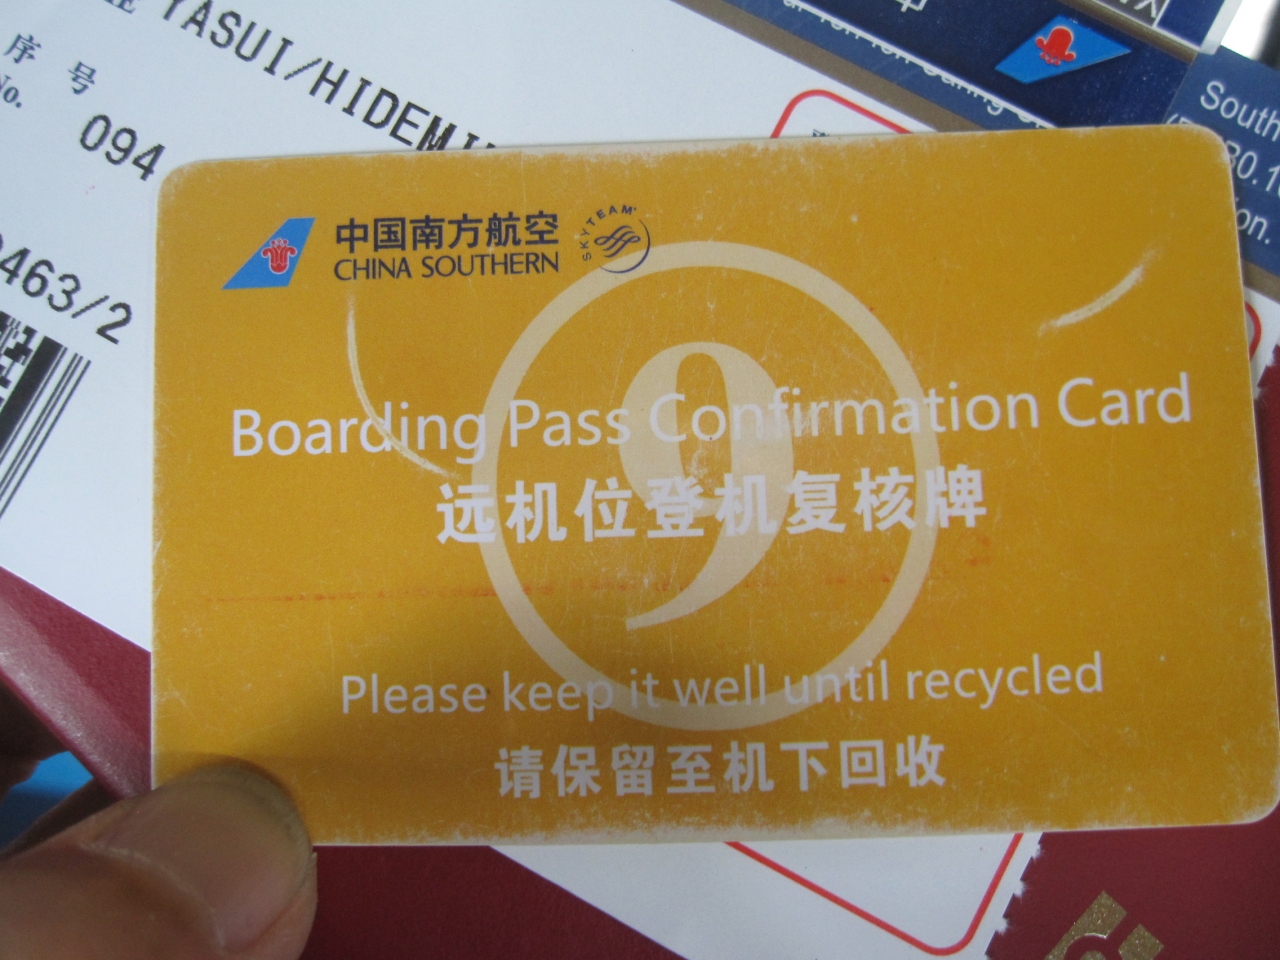 YASUI/HIDEMI
序号
No.
094
463/2
South
中国南方航空
CHINA SOUTHERN
SKYTEAM
9
Boarding Pass Confirmation Card
远机位登机复核牌
Please keep it well until recycled
请保留至机下回收